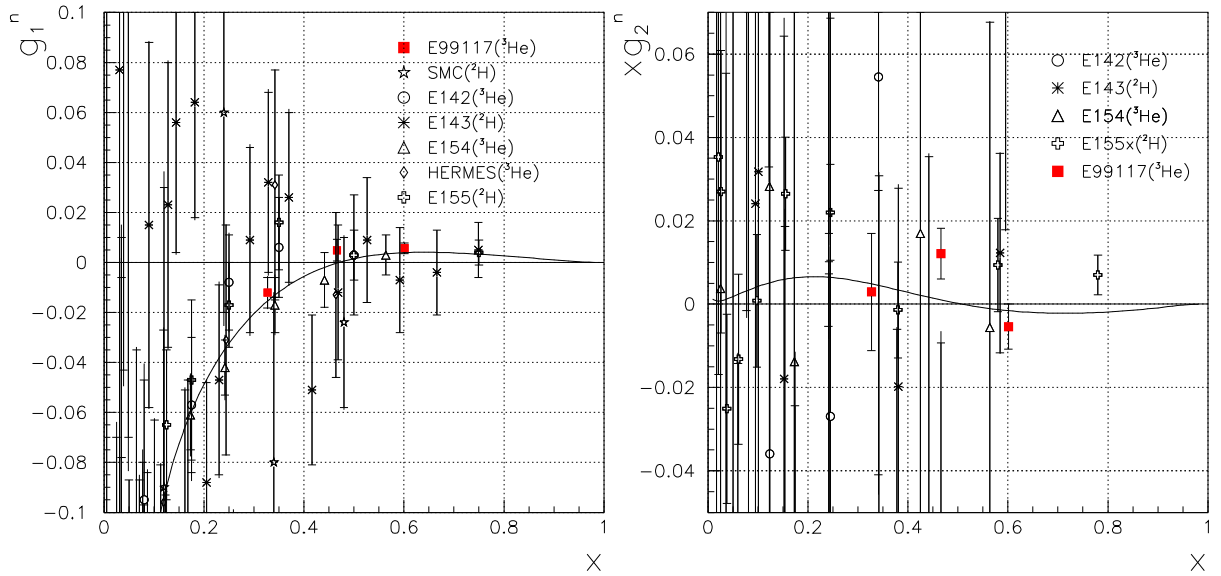 g₁ⁿ
0.1
0.08
0.06
0.04
0.02
0
−0.02
−0.04
−0.06
−0.08
−0.1
E99117(³He)
SMC(²H)
E142(³He)
E143(²H)
E154(³He)
HERMES(³He)
E155(²H)
0 0.2 0.4 0.6 0.8 1
x
xg₂ⁿ
0.06
0.04
0.02
0
−0.02
−0.04
E142(³He)
E143(²H)
E154(³He)
E155x(²H)
E99117(³He)
0 0.2 0.4 0.6 0.8 1
x